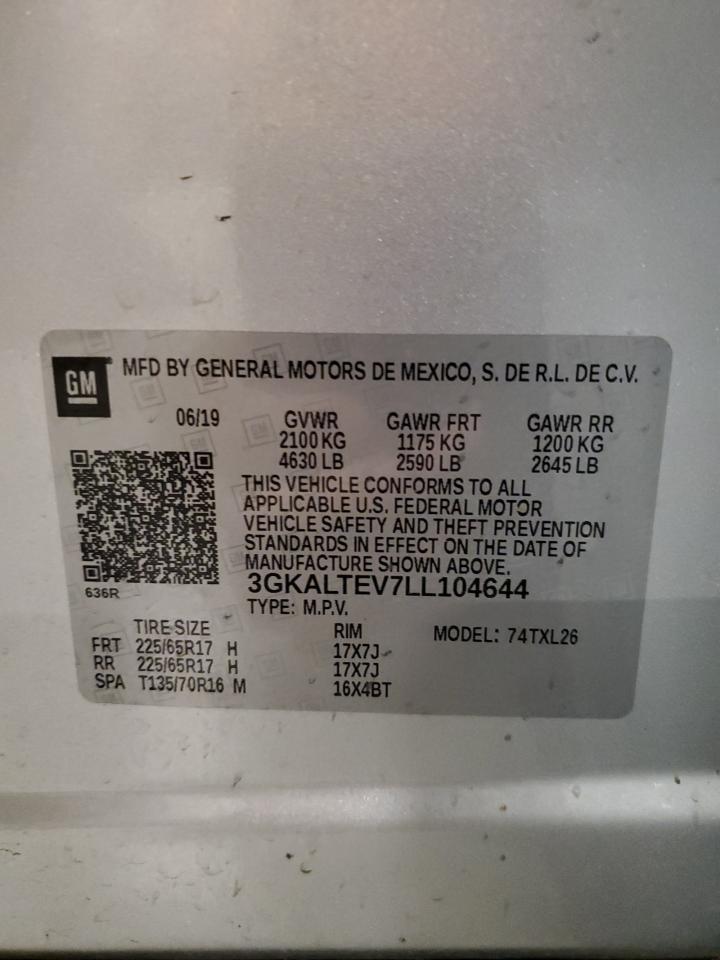 GM MFD BY GENERAL MOTORS DE MEXICO, S. DE R.L. DE C.V.
06/19 GVWR GAWR FRT GAWR RR
2100 KG 1175 KG 1200 KG
4630 LB 2590 LB 2645 LB
THIS VEHICLE CONFORMS TO ALL
APPLICABLE U.S. FEDERAL MOTOR
VEHICLE SAFETY AND THEFT PREVENTION
STANDARDS IN EFFECT ON THE DATE OF
MANUFACTURE SHOWN ABOVE.
636R 3GKALTEV7LL104644
TYPE: M.P.V.
TIRE SIZE RIM MODEL: 74TXL26
FRT 225/65R17 H 17X7J
RR 225/65R17 H 17X7J
SPA T135/70R16 M 16X4BT